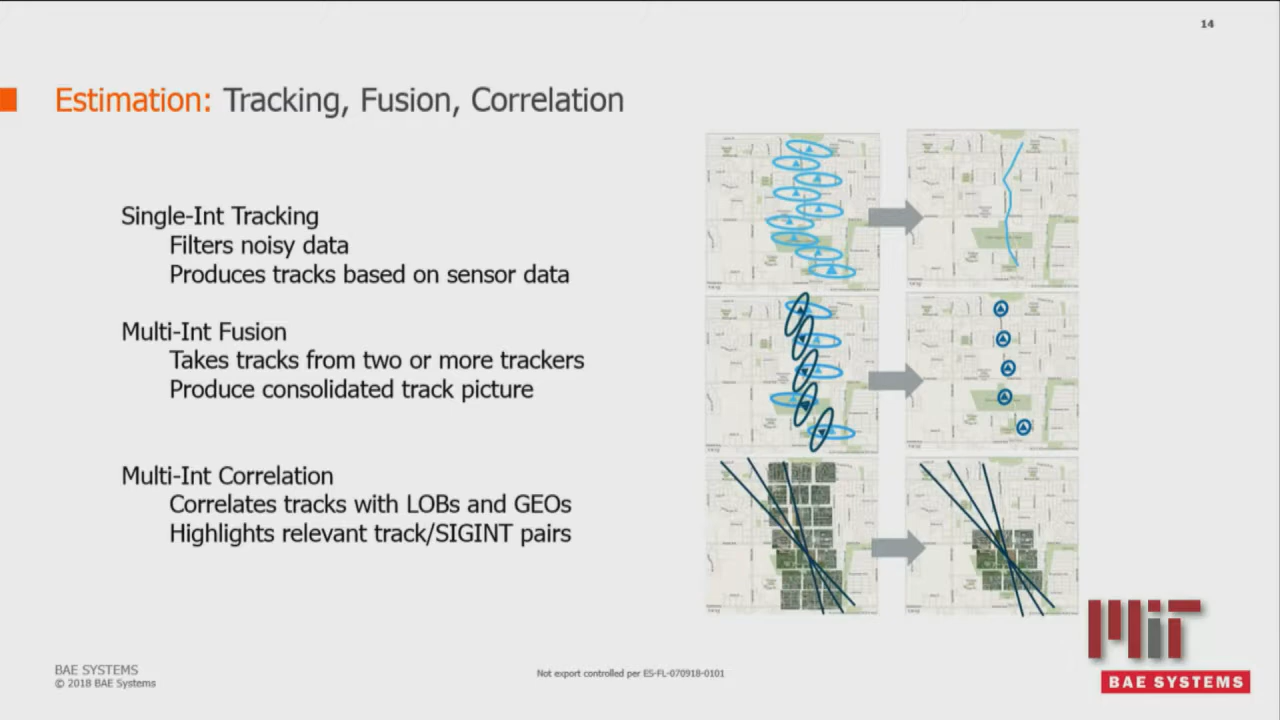 14
Estimation: Tracking, Fusion, Correlation
Single-Int Tracking
Filters noisy data
Produces tracks based on sensor data
Multi-Int Fusion
Takes tracks from two or more trackers
Produce consolidated track picture
Multi-Int Correlation
Correlates tracks with LOBs and GEOs
Highlights relevant track/SIGINT pairs
BAE SYSTEMS
© 2018 BAE Systems
Not export controlled per ES-FL-070918-0101
MIT
BAE SYSTEMS